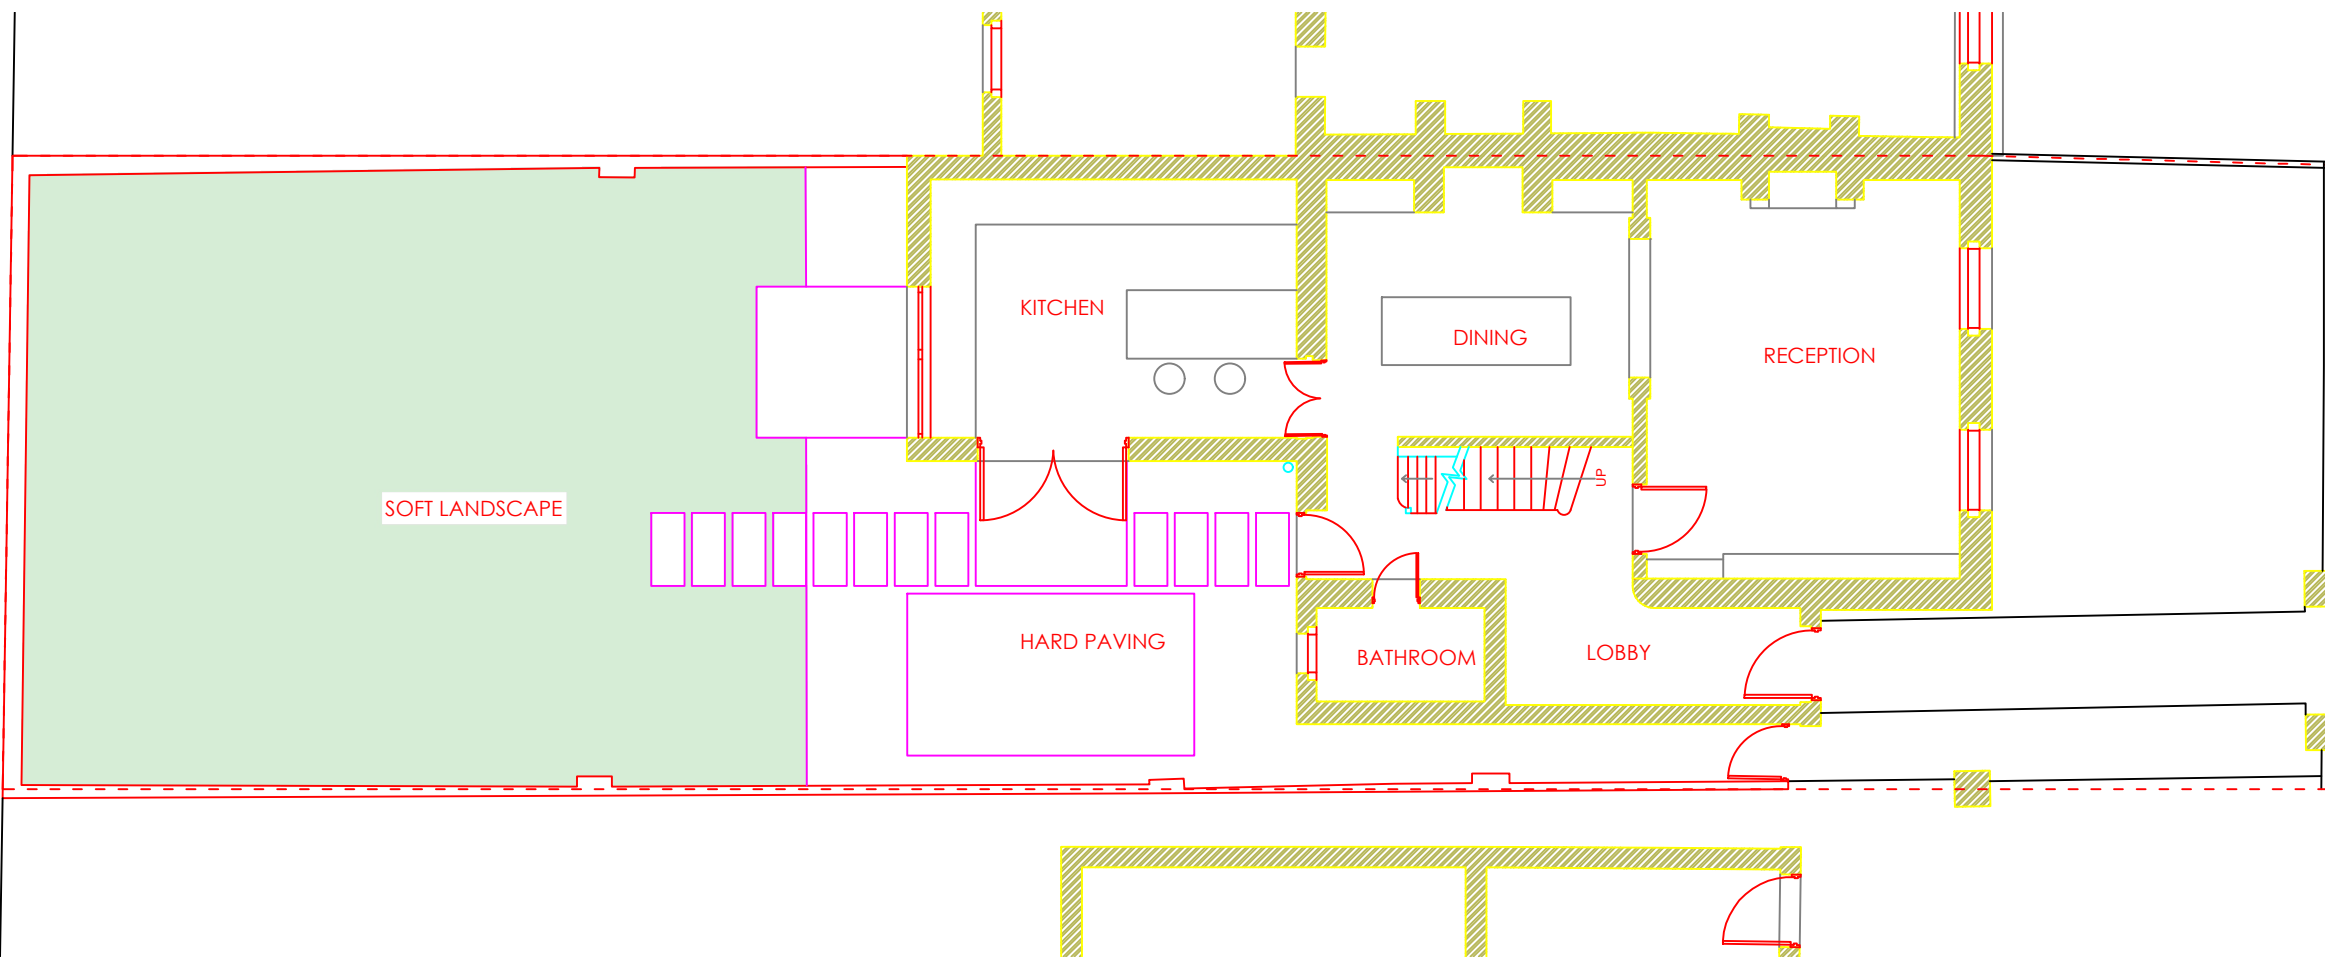 KITCHEN
DINING
RECEPTION
UP
SOFT LANDSCAPE
HARD PAVING
BATHROOM
LOBBY